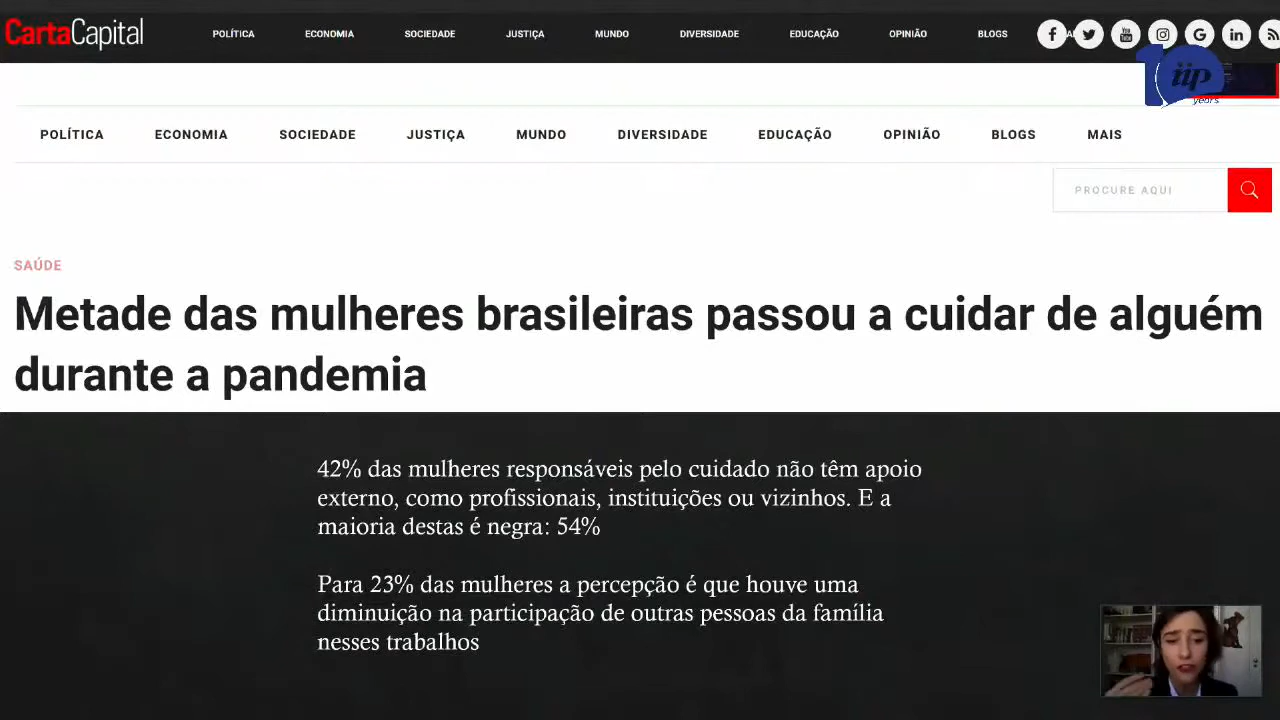 CartaCapital
POLÍTICA ECONOMIA SOCIEDADE JUSTIÇA MUNDO DIVERSIDADE EDUCAÇÃO OPINIÃO BLOGS
iip
years
POLÍTICA ECONOMIA SOCIEDADE JUSTIÇA MUNDO DIVERSIDADE EDUCAÇÃO OPINIÃO BLOGS MAIS
PROCURE AQUI
SAÚDE
Metade das mulheres brasileiras passou a cuidar de alguém
durante a pandemia
42% das mulheres responsáveis pelo cuidado não têm apoio
externo, como profissionais, instituições ou vizinhos. E a
maioria destas é negra: 54%
Para 23% das mulheres a percepção é que houve uma
diminuição na participação de outras pessoas da família
nesses trabalhos